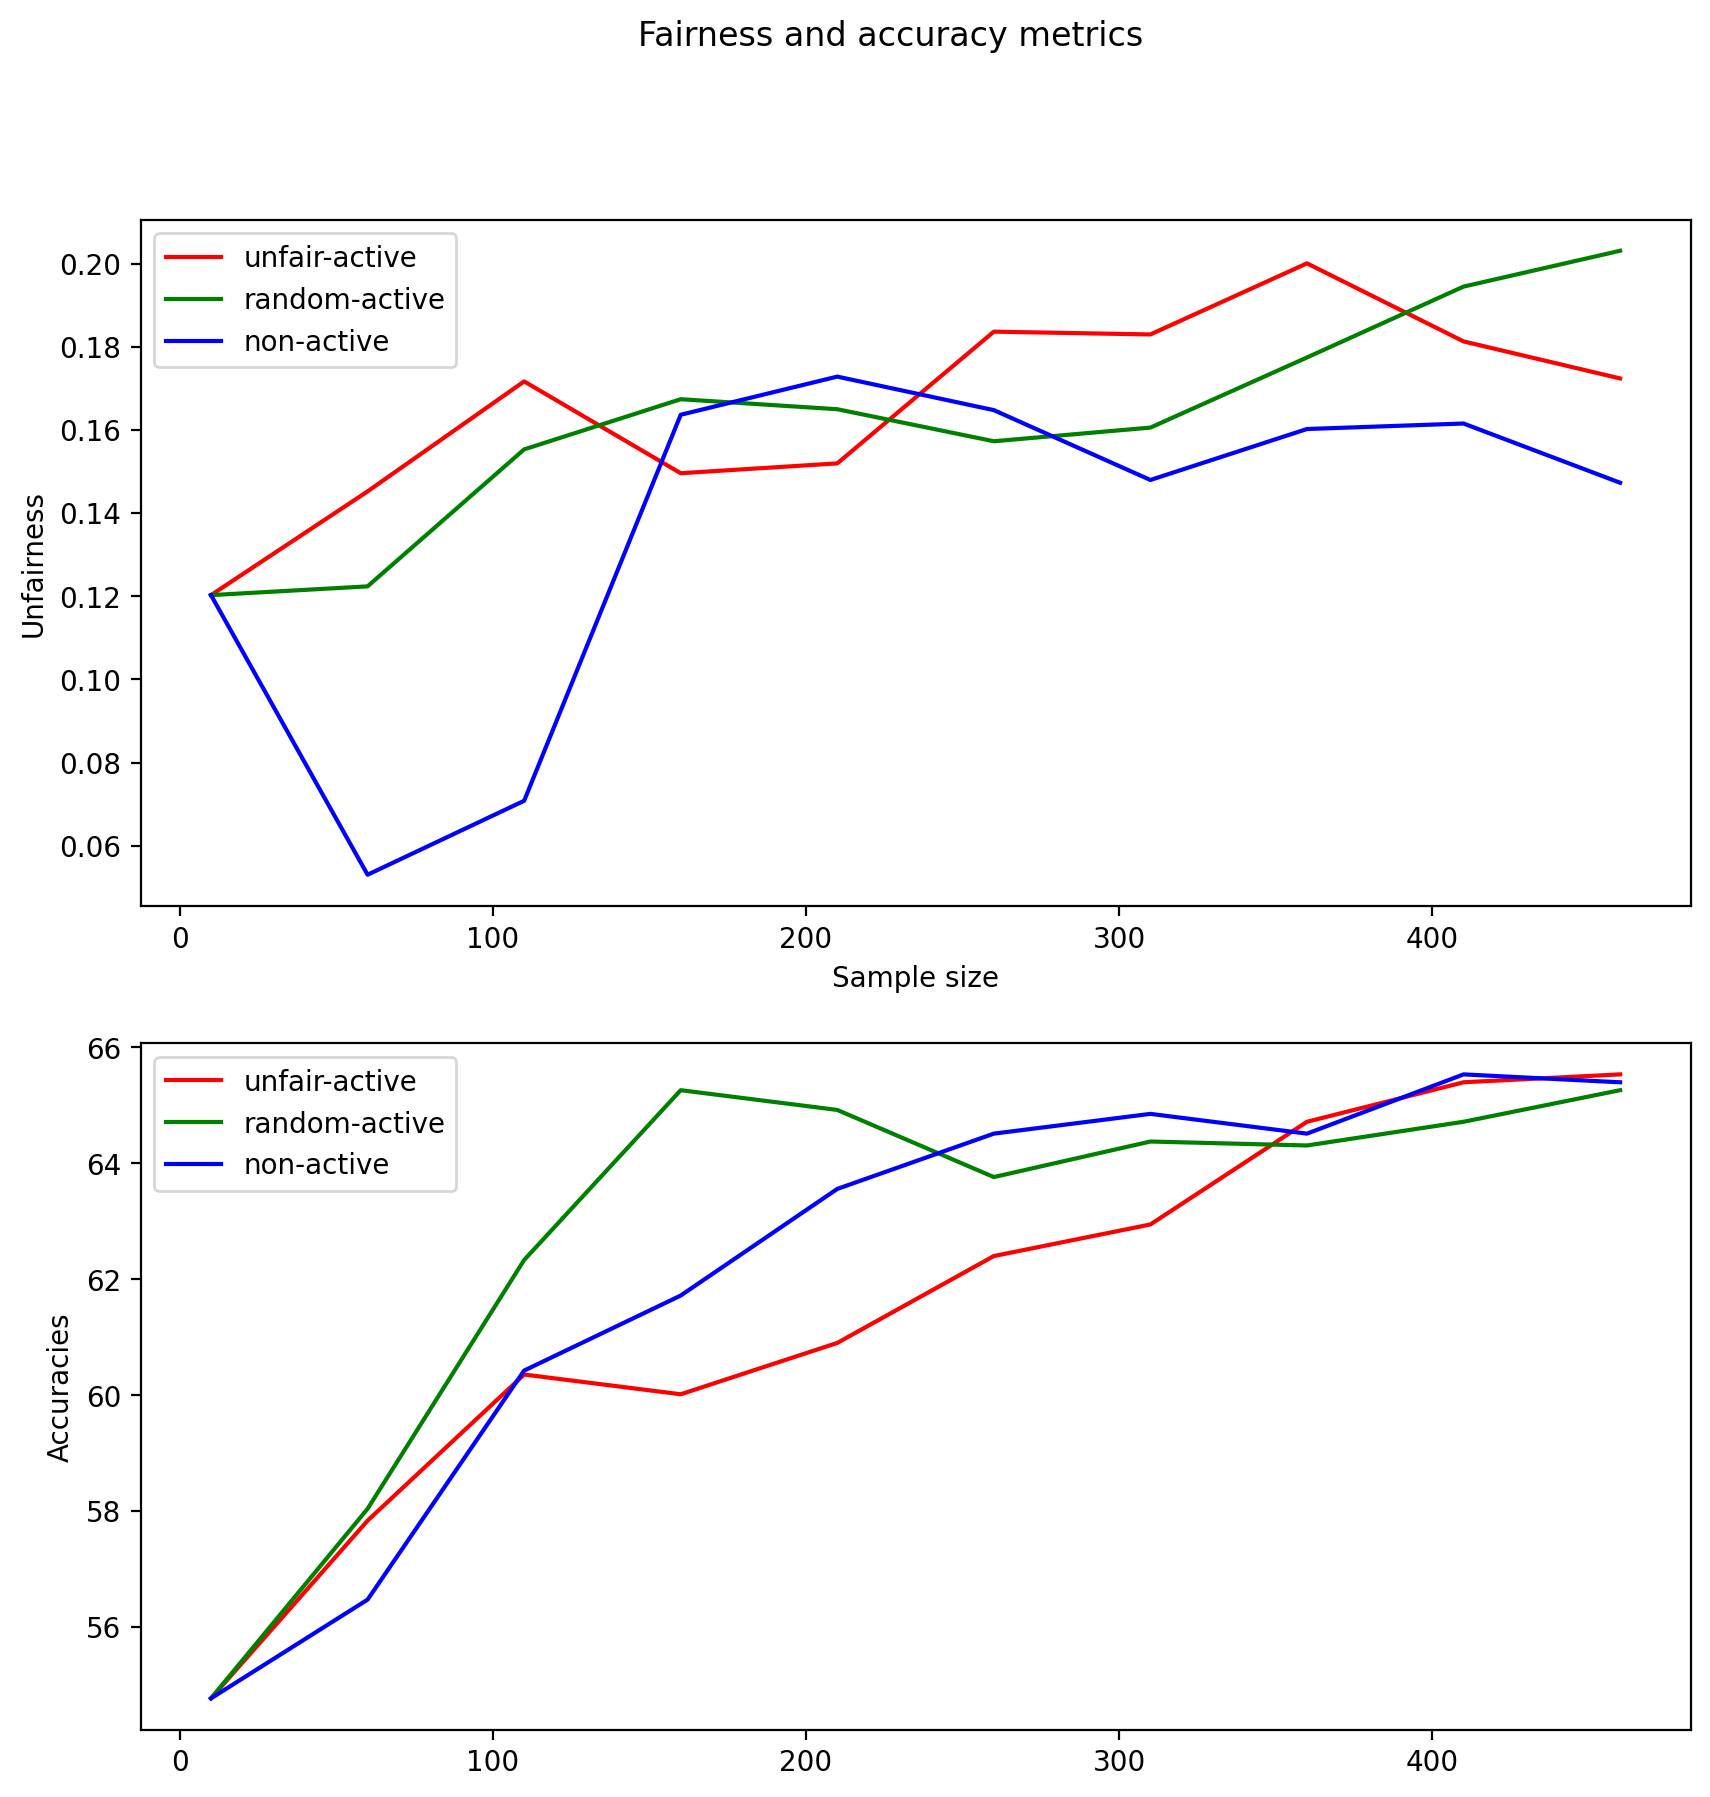 Fairness and accuracy metrics
unfair-active
random-active
non-active
0.20
0.18
0.16
0.14
0.12
0.10
0.08
0.06
Unfairness
0 100 200 300 400
Sample size
unfair-active
random-active
non-active
66
64
62
60
58
56
Accuracies
0 100 200 300 400